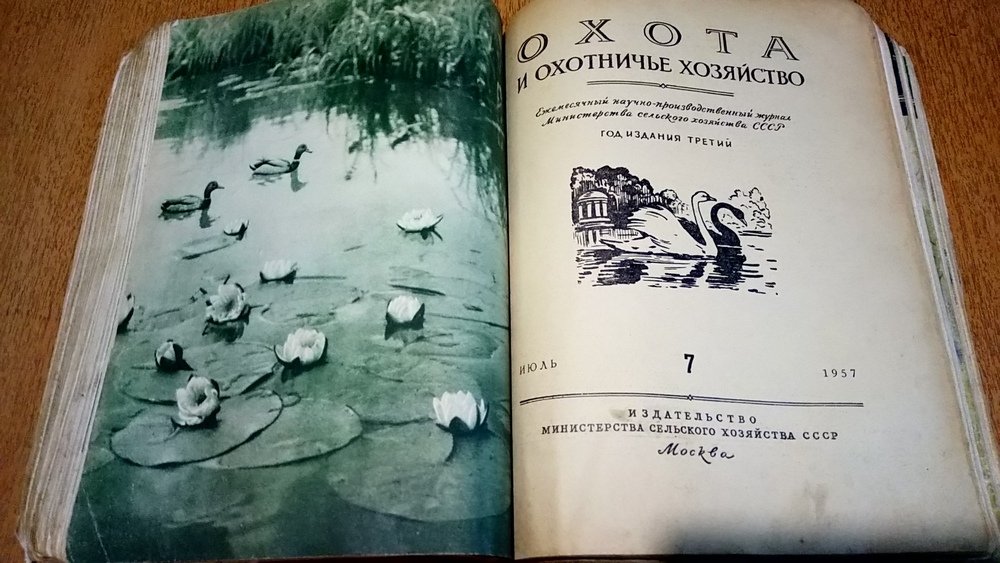 ОХОТА
И ОХОТНИЧЬЕ ХОЗЯЙСТВО
Ежемесячный научно-производственный журнал
Министерства сельского хозяйства СССР
ГОД ИЗДАНИЯ ТРЕТИЙ
ИЮЛЬ 7 1957
ИЗДАТЕЛЬСТВО
МИНИСТЕРСТВА СЕЛЬСКОГО ХОЗЯЙСТВА СССР
Москва